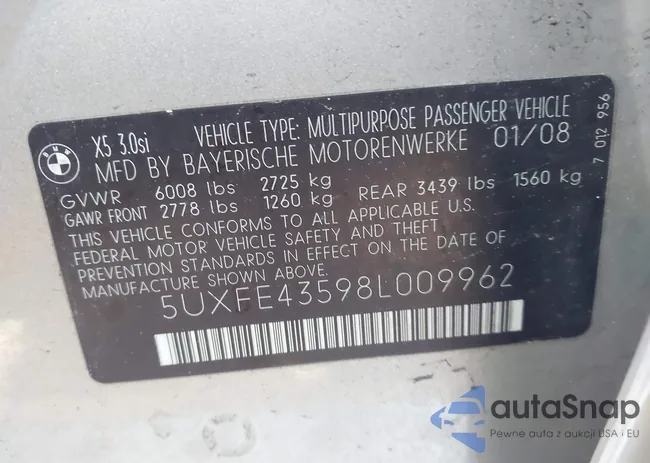 BMW
X5 3.0si VEHICLE TYPE: MULTIPURPOSE PASSENGER VEHICLE
MFD BY BAYERISCHE MOTORENWERKE 01/08
GVWR 6008 lbs 2725 kg
GAWR FRONT 2778 lbs 1260 kg REAR 3439 lbs 1560 kg
THIS VEHICLE CONFORMS TO ALL APPLICABLE U.S.
FEDERAL MOTOR VEHICLE SAFETY AND THEFT
PREVENTION STANDARDS IN EFFECT ON THE DATE OF
MANUFACTURE SHOWN ABOVE.
5UXFE43598L009962
7 012 956
autaSnap
Pewne auta z aukcji USA i EU